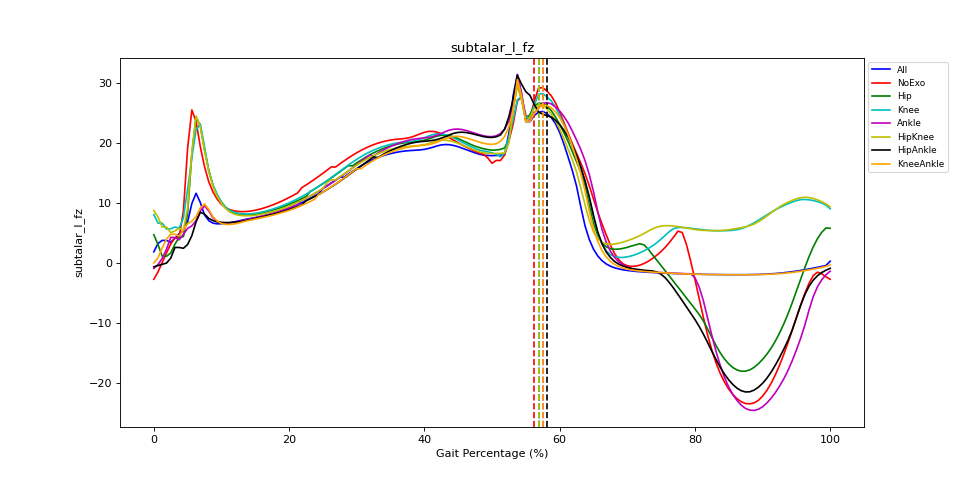 subtalar_l_fz
All
NoExo
Hip
Knee
Ankle
HipKnee
HipAnkle
KneeAnkle
subtalar_l_fz
30
20
10
0
−10
−20
0 20 40 60 80 100
Gait Percentage (%)